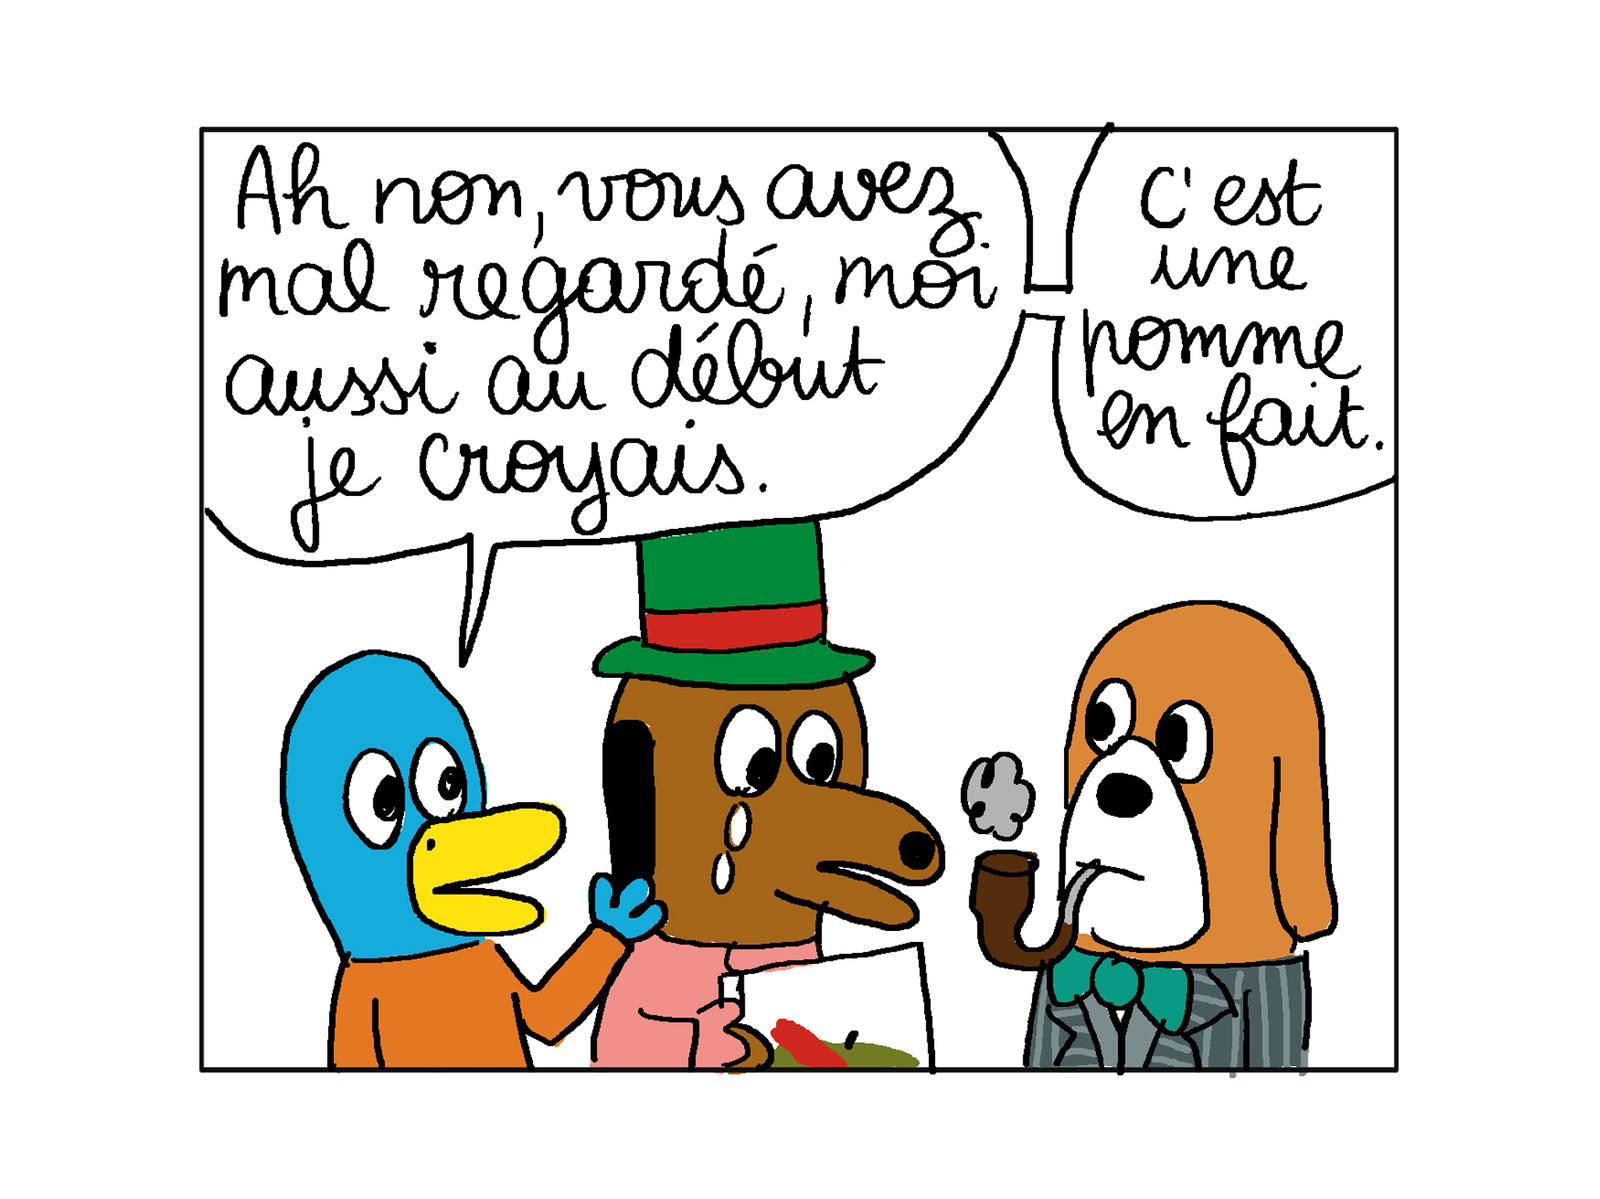 Ah non, vous avez
mal regardé, moi
aussi au début
je croyais.
C'est
une
pomme
en fait.